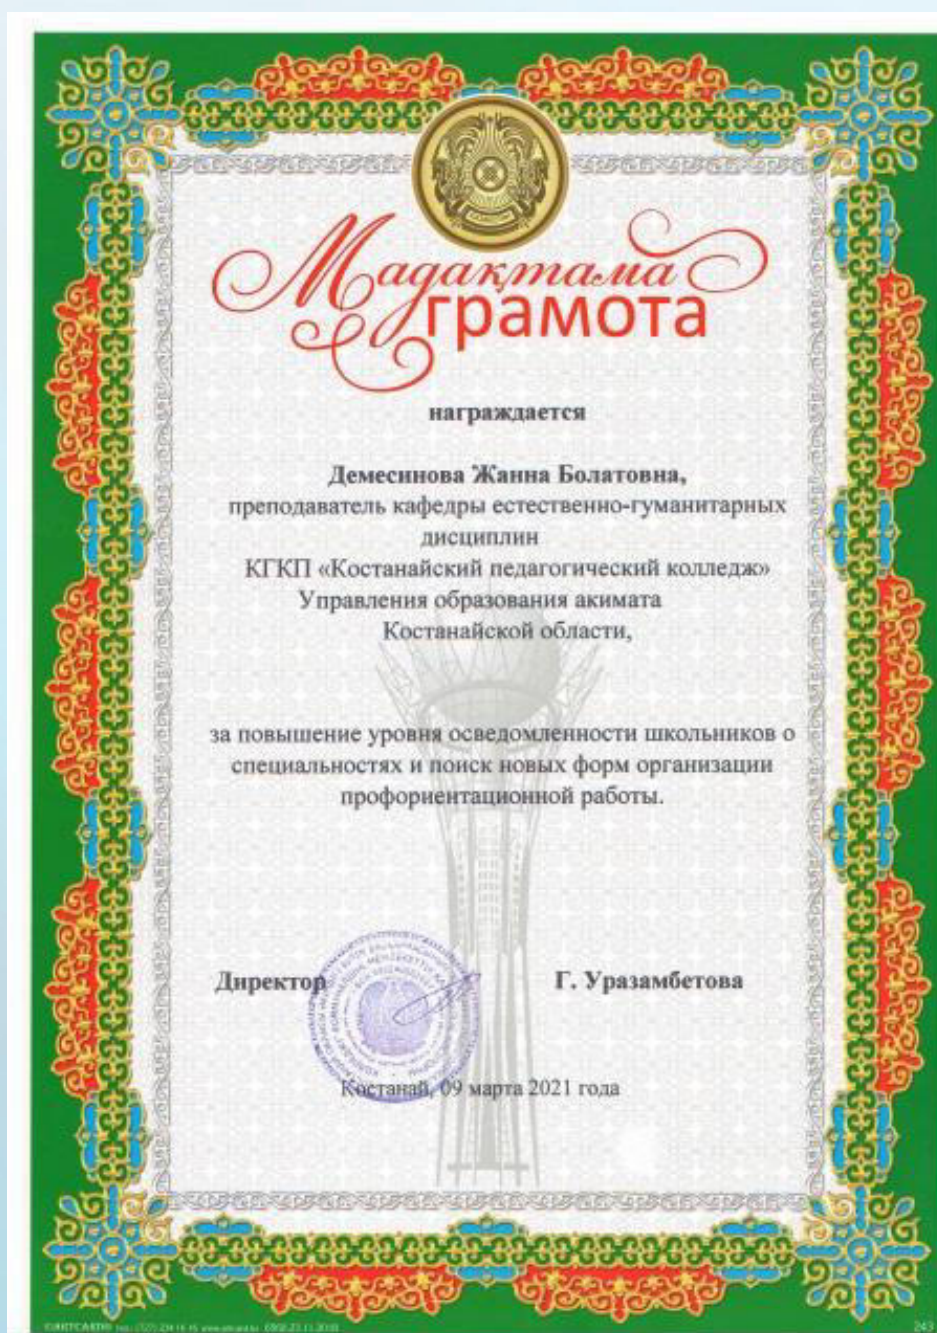 Мадақтама
грамота
награждается
Демесинова Жанна Болатовна,
преподаватель кафедры естественно-гуманитарных
дисциплин
КГКП «Костанайский педагогический колледж»
Управления образования акимата
Костанайской области,
за повышение уровня осведомленности школьников о
специальностях и поиск новых форм организации
профориентационной работы.
Директор
Г. Уразамбетова
Костанай, 09 марта 2021 года
243